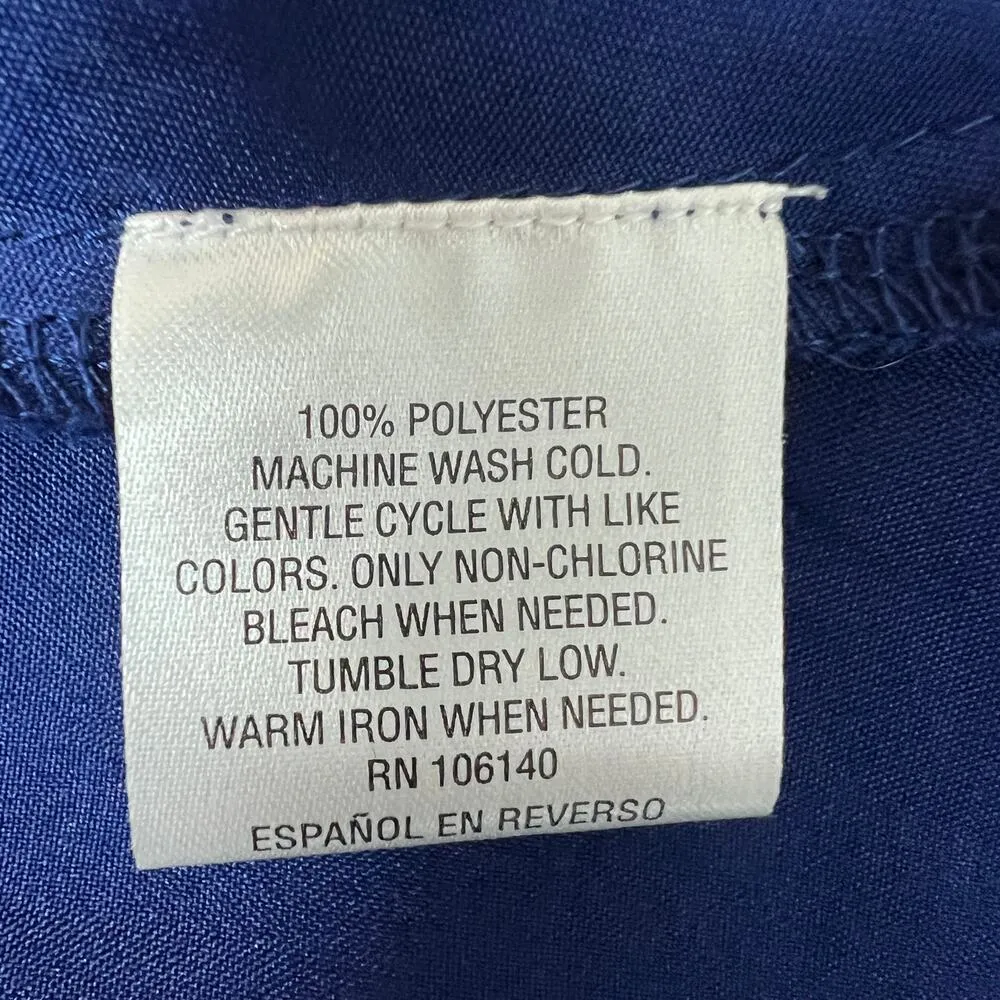 100% POLYESTER
MACHINE WASH COLD.
GENTLE CYCLE WITH LIKE
COLORS. ONLY NON-CHLORINE
BLEACH WHEN NEEDED.
TUMBLE DRY LOW.
WARM IRON WHEN NEEDED.
RN 106140
ESPAÑOL EN REVERSO